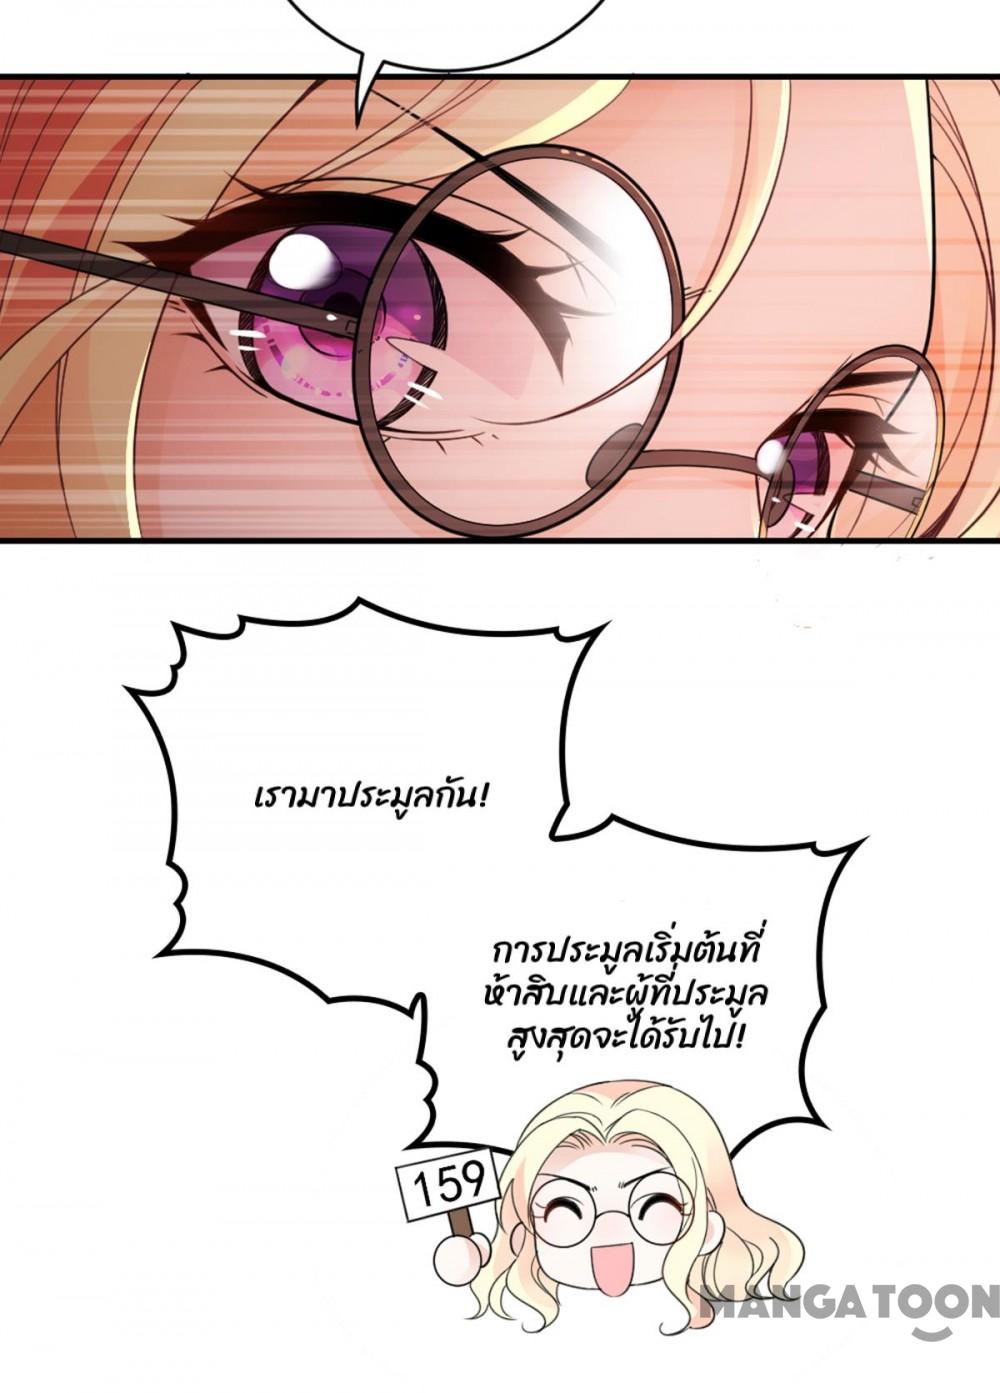 เรามาประมูลกัน!
การประมูลเริ่มต้นที่
ห้าสิบและผู้ที่ประมูล
สูงสุดจะได้รับไป!
159
MANGATOON